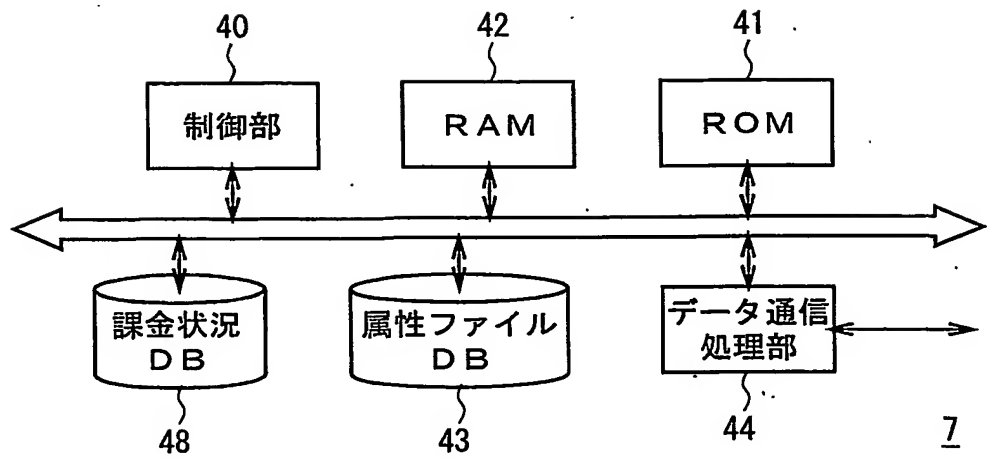 40
42
41
制御部
RAM
ROM
課金状況
DB
属性ファイル
DB
データ通信
処理部
48
43
44
7